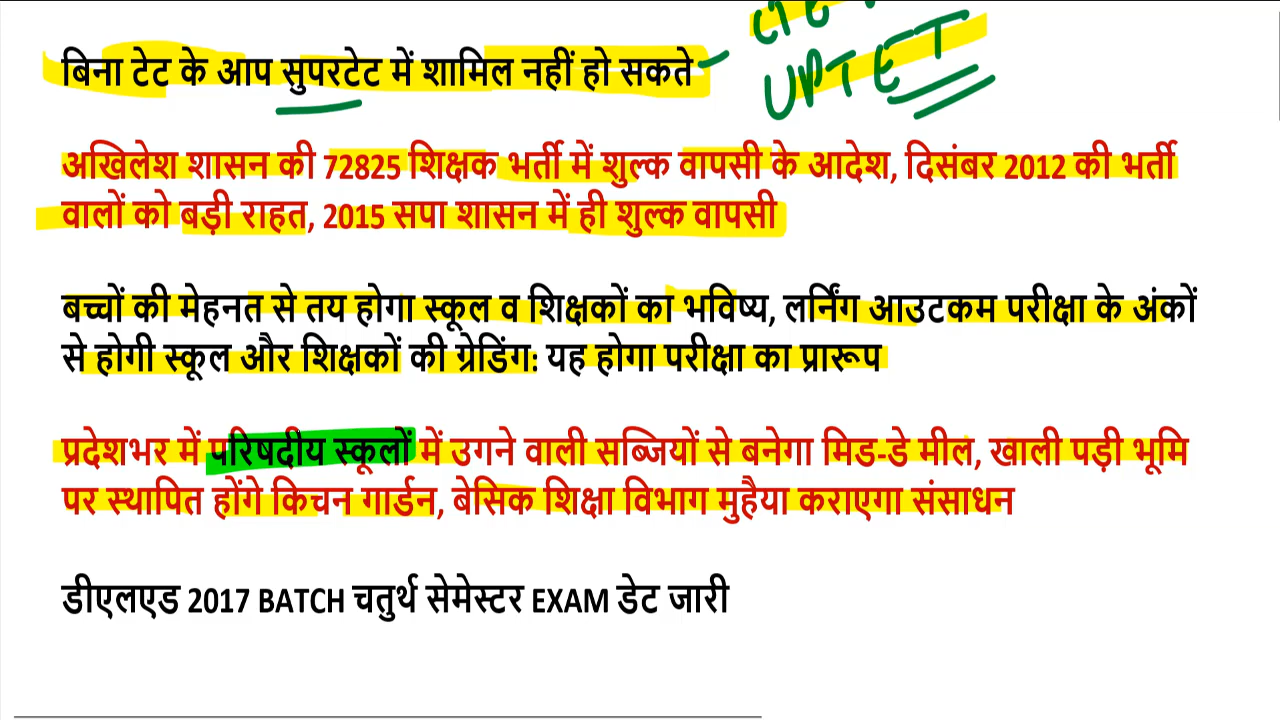 बिना टेट के आप सुपरटेट में शामिल नहीं हो सकते
UPTET
अखिलेश शासन की 72825 शिक्षक भर्ती में शुल्क वापसी के आदेश, दिसंबर 2012 की भर्ती
वालों को बड़ी राहत, 2015 सपा शासन में ही शुल्क वापसी
बच्चों की मेहनत से तय होगा स्कूल व शिक्षकों का भविष्य, लर्निंग आउटकम परीक्षा के अंकों
से होगी स्कूल और शिक्षकों की ग्रेडिंग: यह होगा परीक्षा का प्रारूप
प्रदेशभर में परिषदीय स्कूलों में उगने वाली सब्जियों से बनेगा मिड-डे मील, खाली पड़ी भूमि
पर स्थापित होंगे किचन गार्डन, बेसिक शिक्षा विभाग मुहैया कराएगा संसाधन
डीएलएड 2017 BATCH चतुर्थ सेमेस्टर EXAM डेट जारी